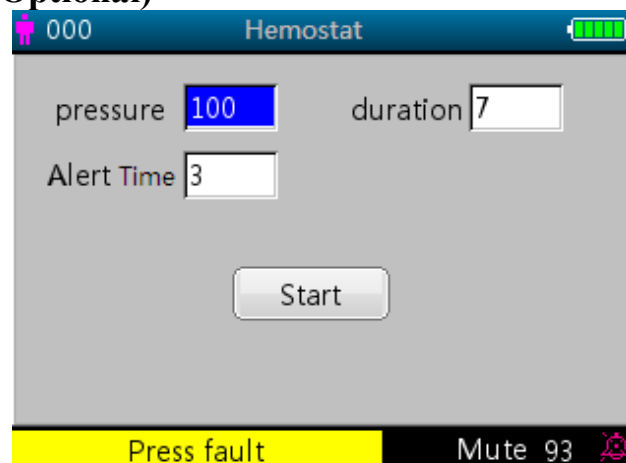 Optional)
000 Hemostat
pressure 100 duration 7
Alert Time 3
Start
Press fault Mute 93